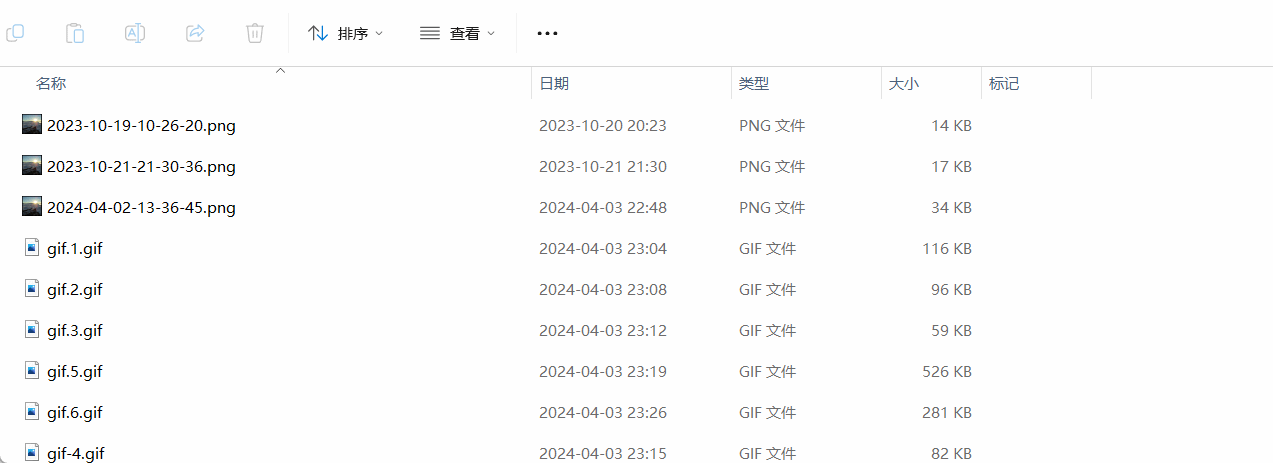 排序 查看
名称 日期 类型 大小 标记
2023-10-19-10-26-20.png 2023-10-20 20:23 PNG 文件 14 KB
2023-10-21-21-30-36.png 2023-10-21 21:30 PNG 文件 17 KB
2024-04-02-13-36-45.png 2024-04-03 22:48 PNG 文件 34 KB
gif.1.gif 2024-04-03 23:04 GIF 文件 116 KB
gif.2.gif 2024-04-03 23:08 GIF 文件 96 KB
gif.3.gif 2024-04-03 23:12 GIF 文件 59 KB
gif.5.gif 2024-04-03 23:19 GIF 文件 526 KB
gif.6.gif 2024-04-03 23:26 GIF 文件 281 KB
gif-4.gif 2024-04-03 23:15 GIF 文件 82 KB